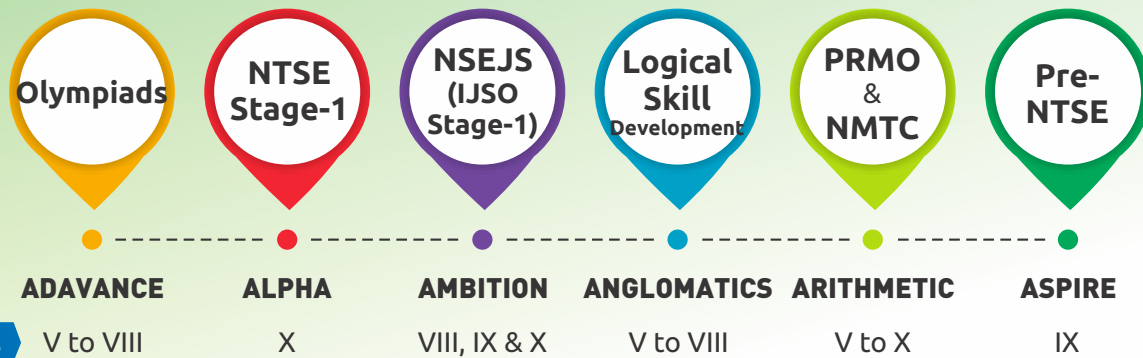 Olympiads
NTSE
Stage-1
NSEJS
(IJSO
Stage-1)
Logical
Skill
Development
PRMO
&
NMTC
Pre-
NTSE
ADAVANCE ALPHA AMBITION ANGLOMATICS ARITHMETIC ASPIRE
V to VIII X VIII, IX & X V to VIII V to X IX